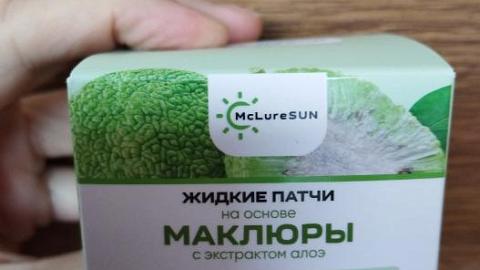 McLureSUN
ЖИДКИЕ ПАТЧИ
на основе
МАКЛЮРЫ
с экстрактом алоэ